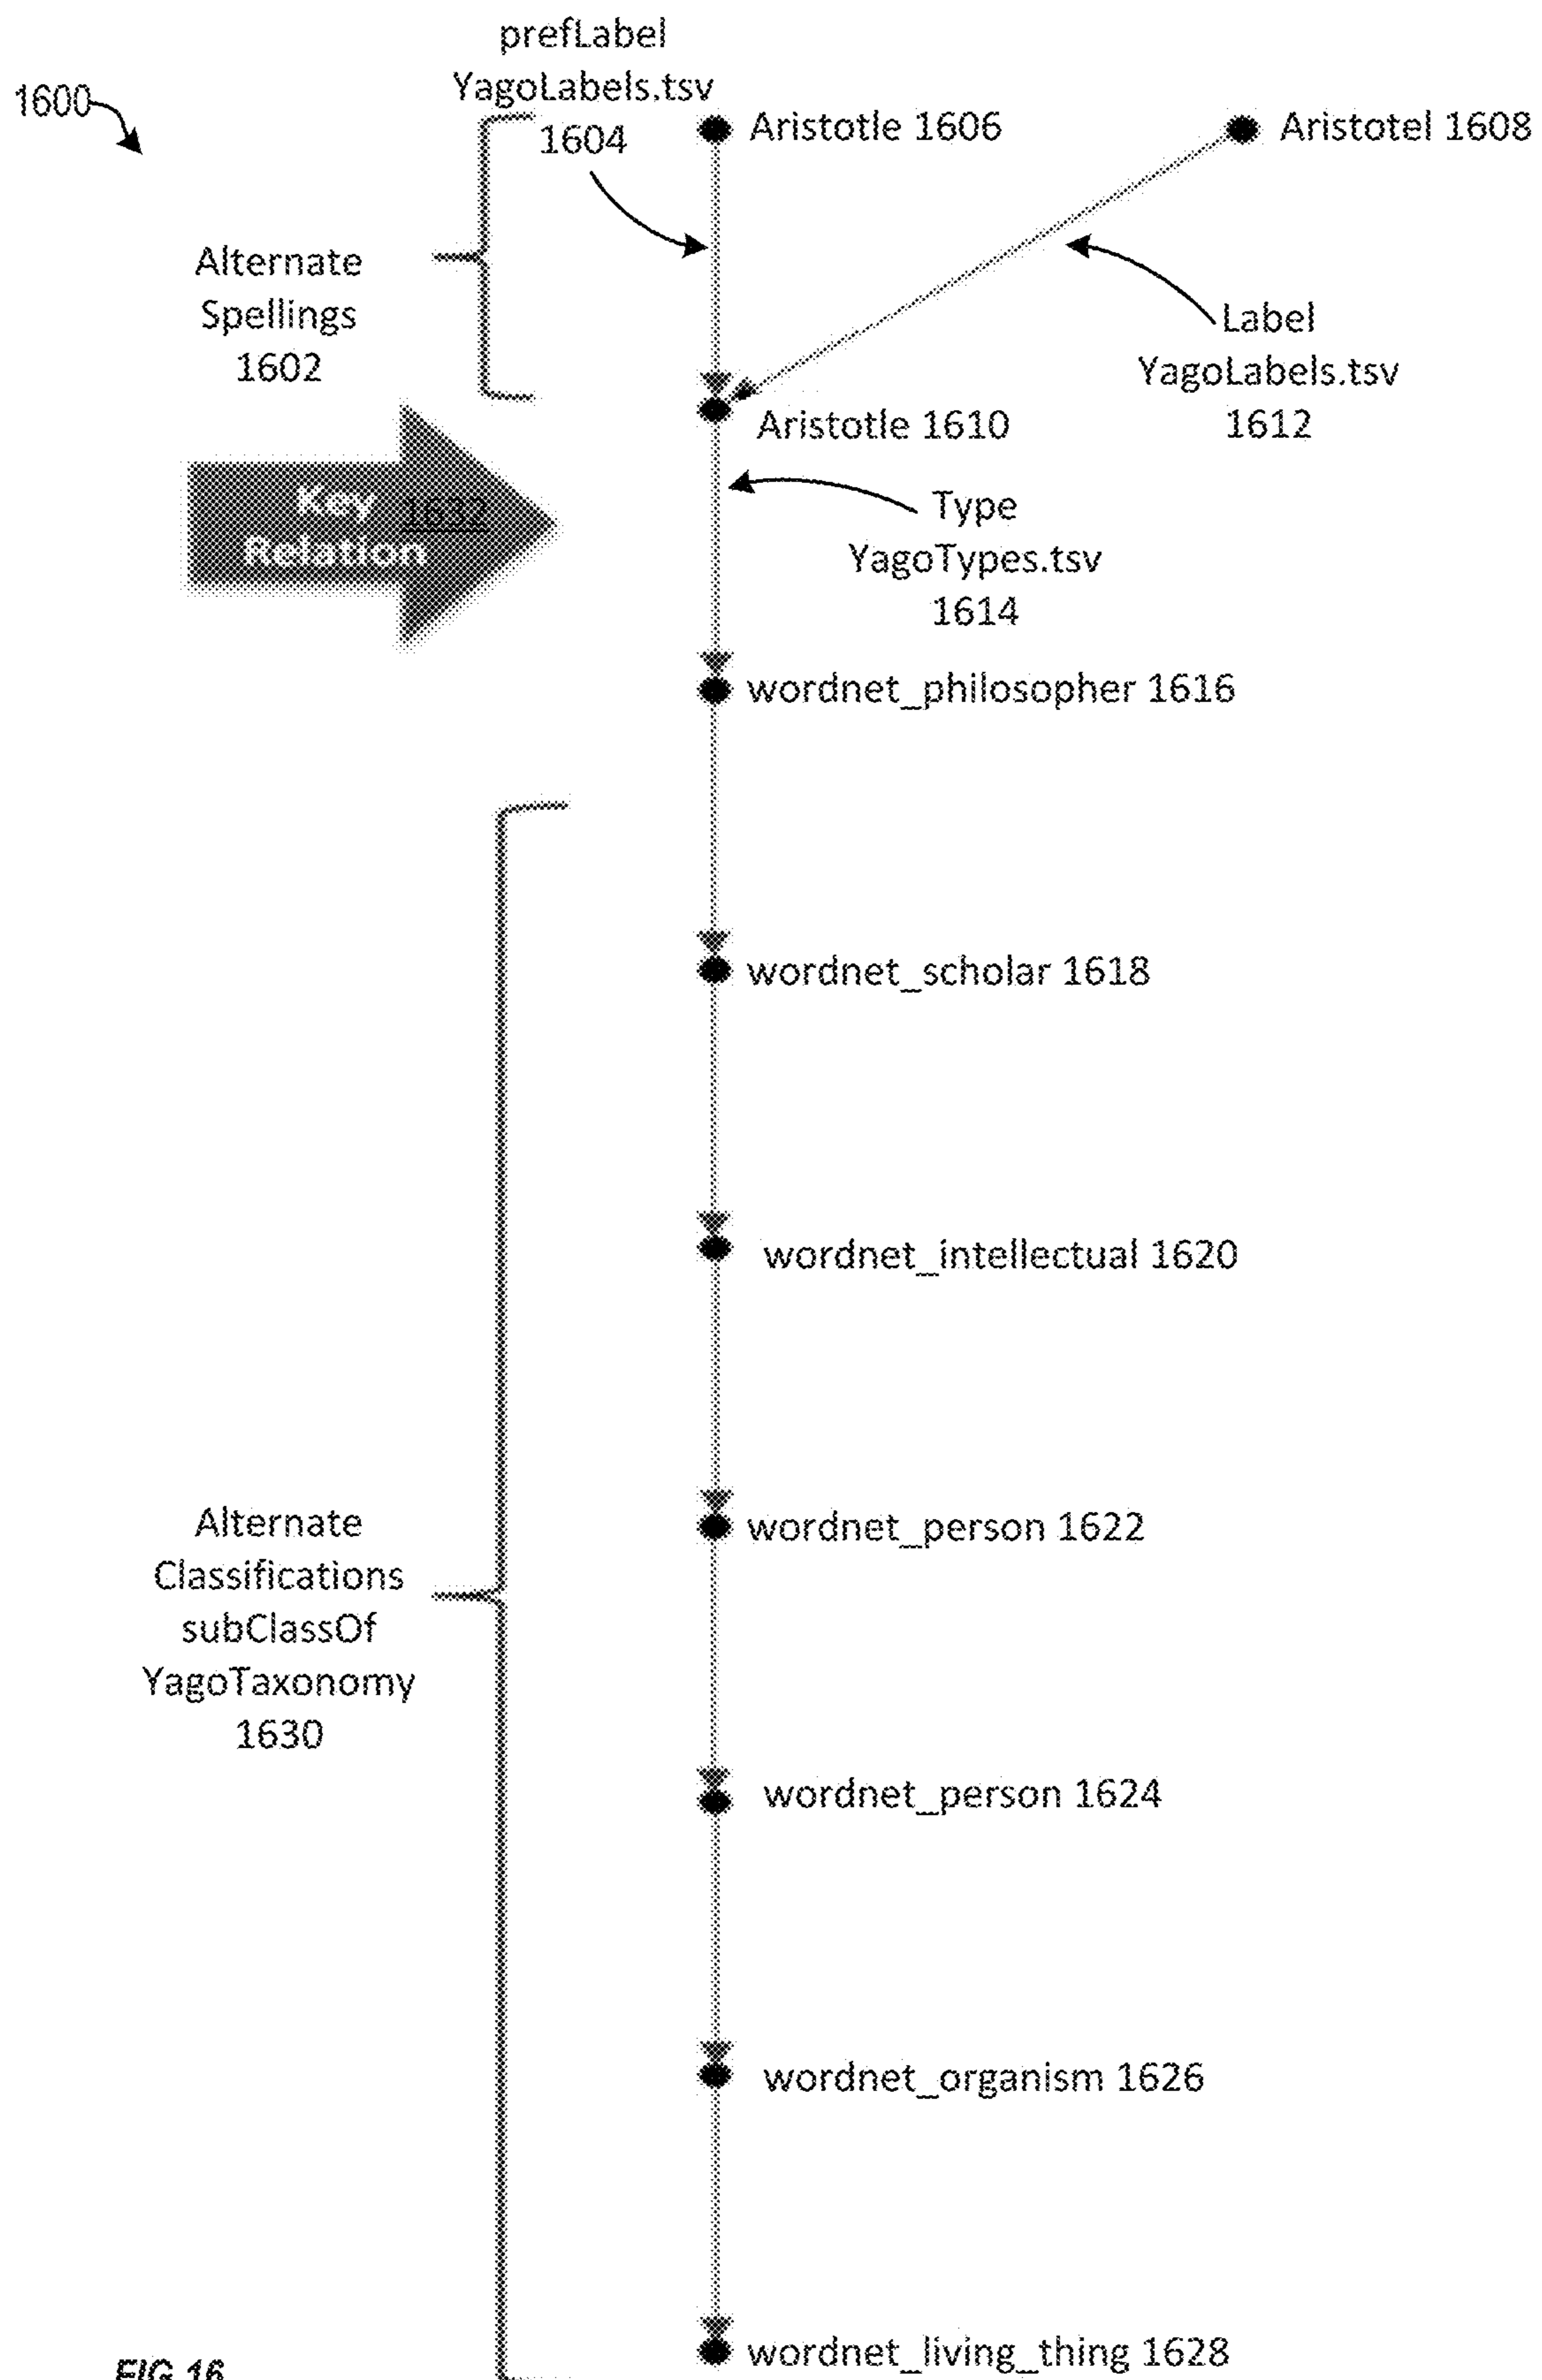 1600
prefLabel
YagoLabels.tsv
1604
Aristotle 1606
Aristotel 1608
Alternate
Spellings
1602
Label
YagoLabels.tsv
1612
Aristotle 1610
Key
Relation
1632
Type
YagoTypes.tsv
1614
wordnet_philosopher 1616
wordnet_scholar 1618
wordnet_intellectual 1620
wordnet_person 1622
Alternate
Classifications
subClassOf
YagoTaxonomy
1630
wordnet_person 1624
wordnet_organism 1626
wordnet_living_thing 1628
FIG 16